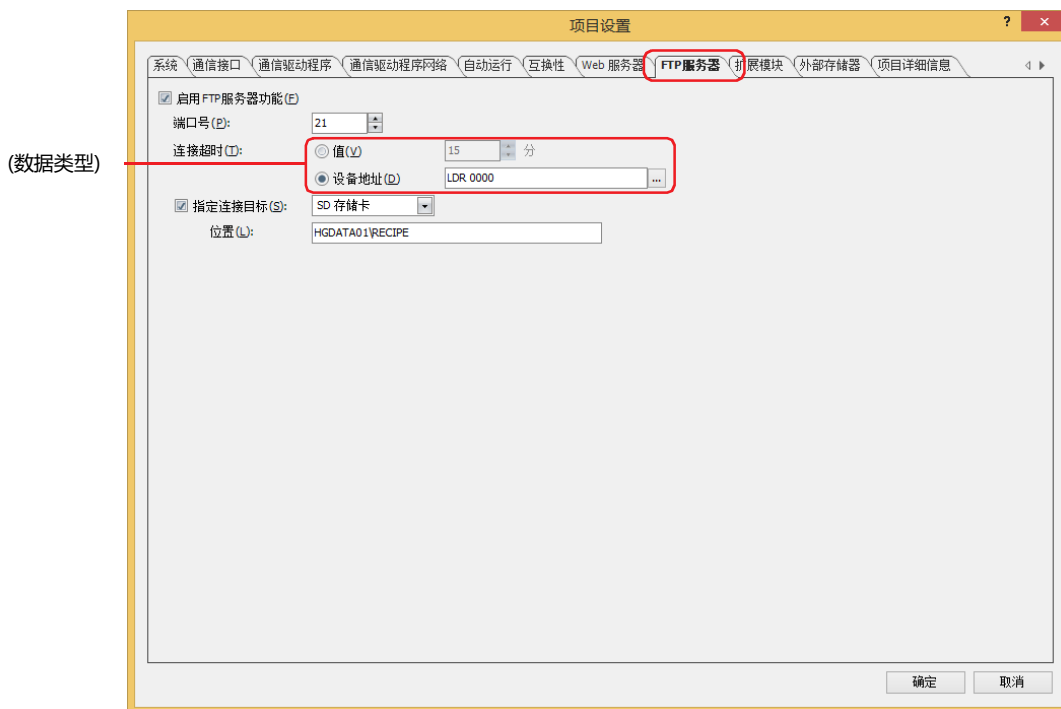 项目设置 ? ×
系统 通信接口 通信驱动程序 通信驱动程序网络 自动运行 互换性 Web 服务器 FTP服务器 扩展模块 外部存储器 项目详细信息
启用FTP服务器功能(F)
端口号(P): 21
连接超时(T): 值(V) 15 分
(数据类型)
设备地址(D) LDR 0000 ...
指定连接目标(S): SD 存储卡
位置(L): HGDATA01\RECIPE
确定 取消